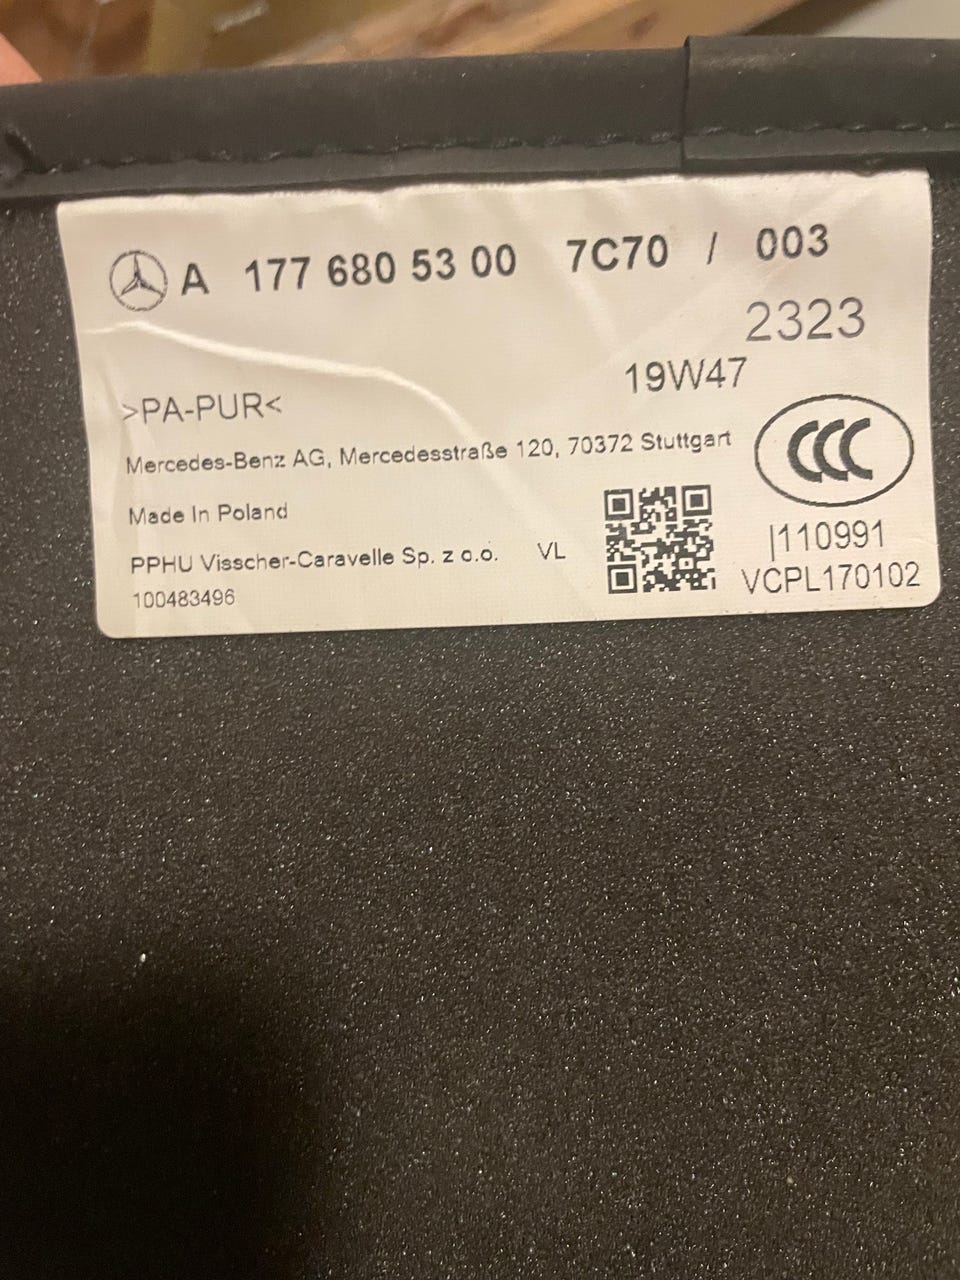 A 177 680 53 00 7C70 / 003
2323
19W47
>PA-PUR<
Mercedes-Benz AG, Mercedesstraße 120, 70372 Stuttgart
CCC
Made In Poland
PPHU Visscher-Caravelle Sp. z o.o. VL
|110991
100483496
VCPL170102